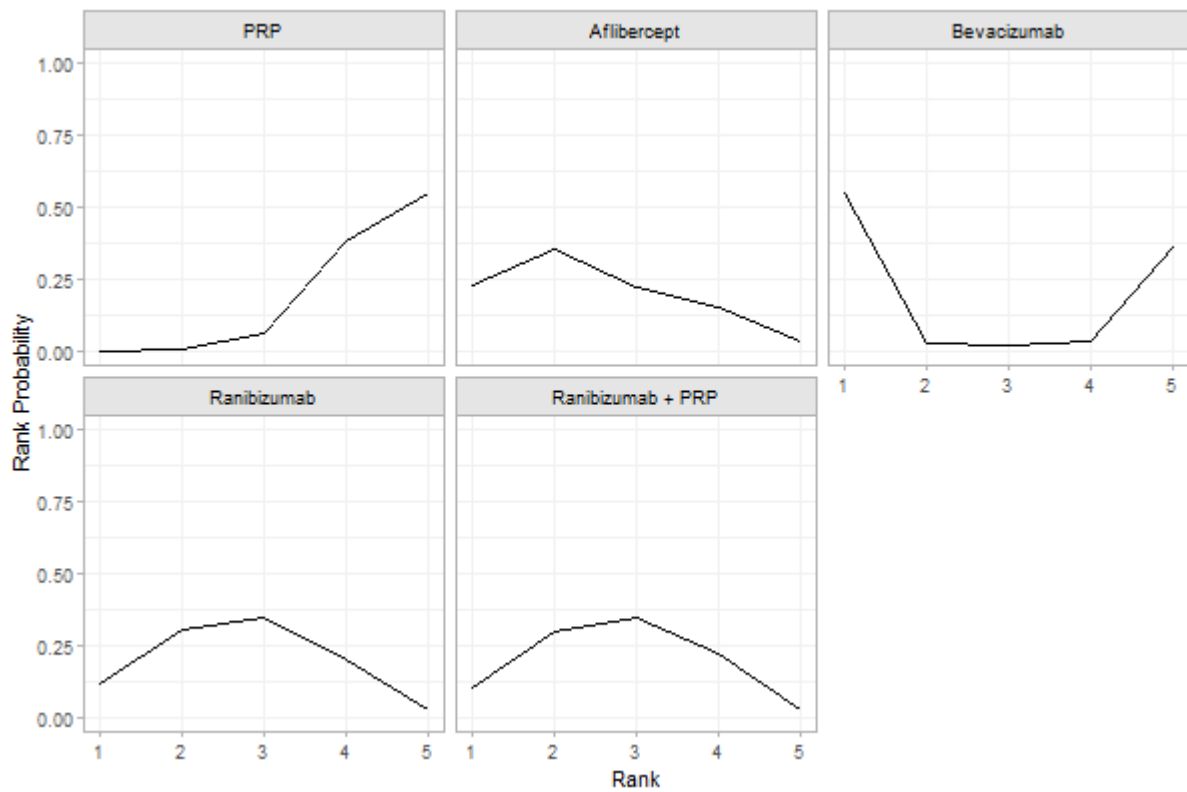 PRP
Aflibercept
Bevacizumab
1.00
0.75
0.50
0.25
0.00
1 2 3 4 5
Ranibizumab
Ranibizumab + PRP
1.00
0.75
0.50
0.25
0.00
1 2 3 4 5
1 2 3 4 5
Rank Probability
Rank